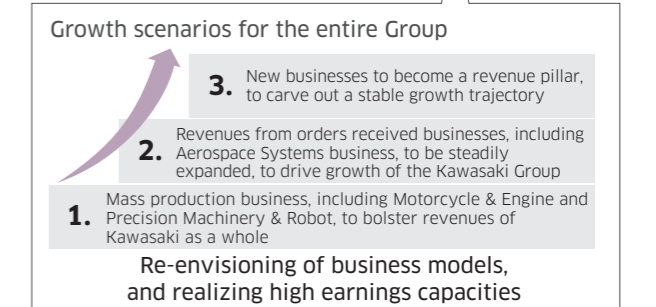 Growth scenarios for the entire Group
3. New businesses to become a revenue pillar,
to carve out a stable growth trajectory
2. Revenues from orders received businesses, including
Aerospace Systems business, to be steadily
expanded, to drive growth of the Kawasaki Group
1. Mass production business, including Motorcycle & Engine and
Precision Machinery & Robot, to bolster revenues of
Kawasaki as a whole
Re-envisioning of business models,
and realizing high earnings capacities